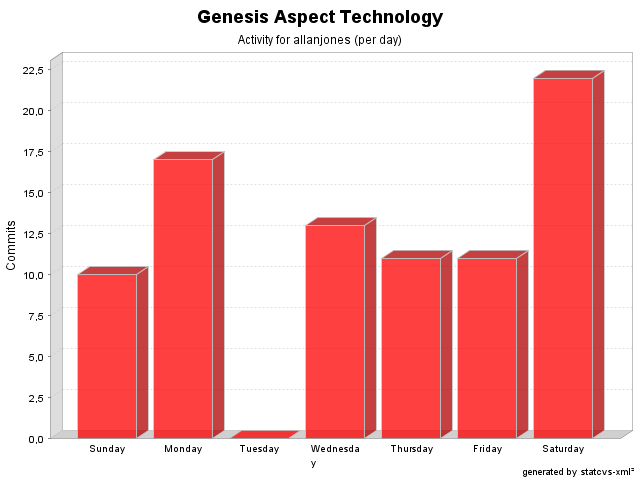 Genesis Aspect Technology
Activity for allanjones (per day)
Commits
22,5
20,0
17,5
15,0
12,5
10,0
7,5
5,0
2,5
0,0
Sunday Monday Tuesday Wednesda Thursday Friday Saturday
y
generated by statcvs-xml²